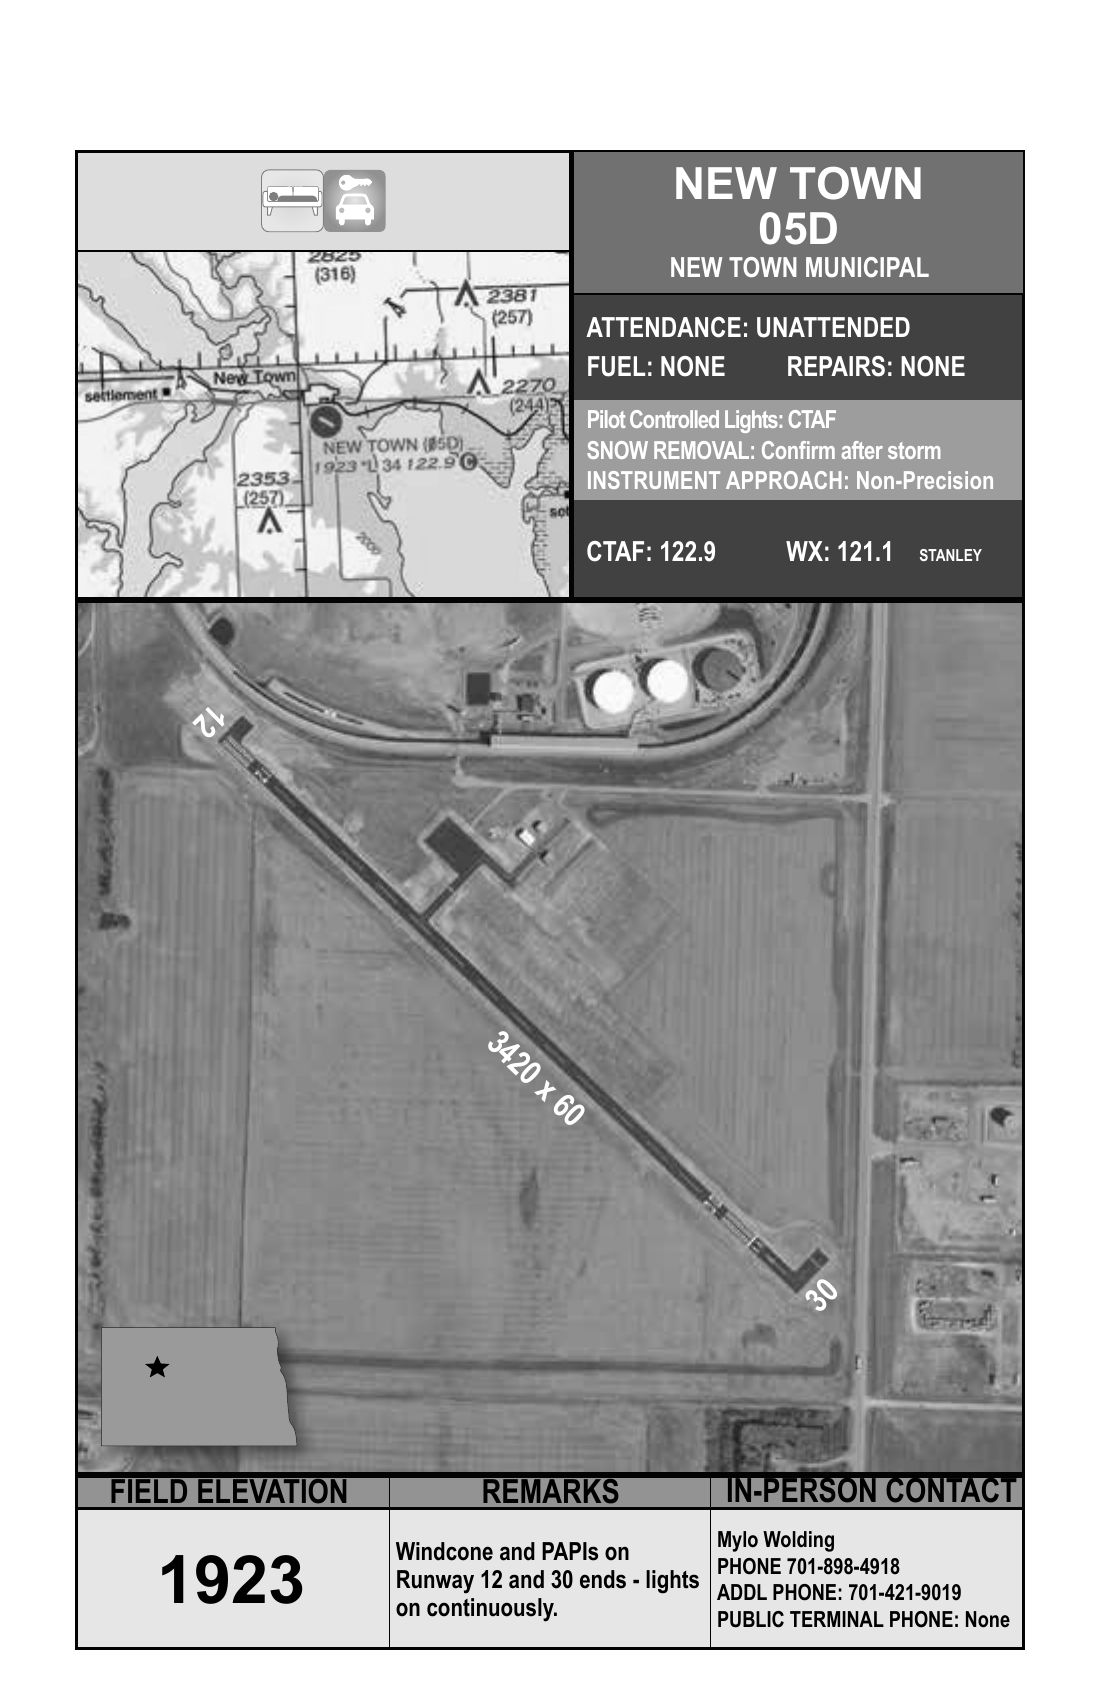 NEW TOWN
05D
NEW TOWN MUNICIPAL
ATTENDANCE: UNATTENDED
FUEL: NONE REPAIRS: NONE
Pilot Controlled Lights: CTAF
SNOW REMOVAL: Confirm after storm
INSTRUMENT APPROACH: Non-Precision
CTAF: 122.9 WX: 121.1 STANLEY
2825
(316)
2381
(257)
New Town
settlement
2270
(244)
NEW TOWN (05D)
1923 *L 34 122.9 C
2353
(257)
set
2000
12
3420 x 60
30
FIELD ELEVATION
1923
REMARKS
Windcone and PAPIs on
Runway 12 and 30 ends - lights
on continuously.
IN-PERSON CONTACT
Mylo Wolding
PHONE 701-898-4918
ADDL PHONE: 701-421-9019
PUBLIC TERMINAL PHONE: None